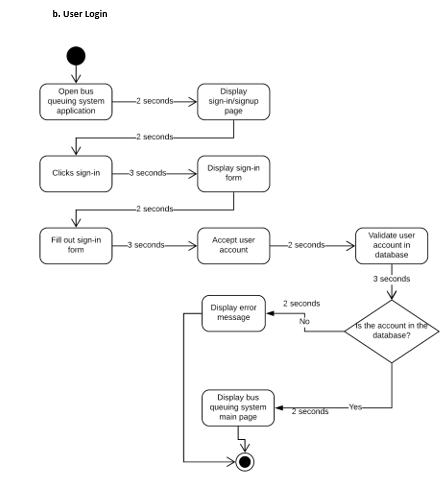 b. User Login
Open bus
queuing system
application
2 seconds
Display
sign-in/signup
page
2 seconds
Clicks sign-in
3 seconds
Display sign-in
form
2 seconds
Fill out sign-in
form
3 seconds
Accept user
account
2 seconds
Validate user
account in
database
3 seconds
Is the account in the
database?
2 seconds
No
Display error
message
Yes
2 seconds
Display bus
queuing system
main page